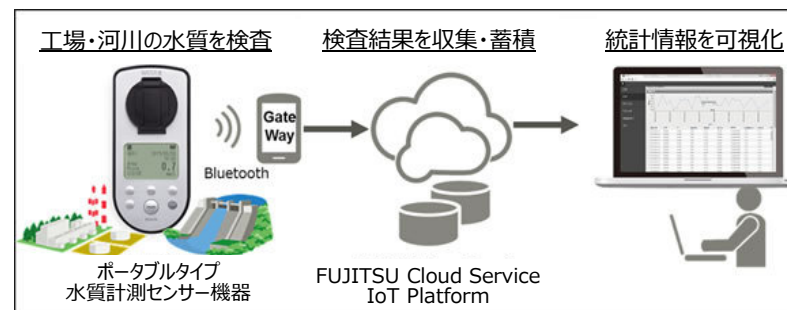 工場・河川の水質を検査
検査結果を収集・蓄積
統計情報を可視化
Gate
Way
Bluetooth
0.7
ポータブルタイプ
水質計測センサー機器
FUJITSU Cloud Service
IoT Platform